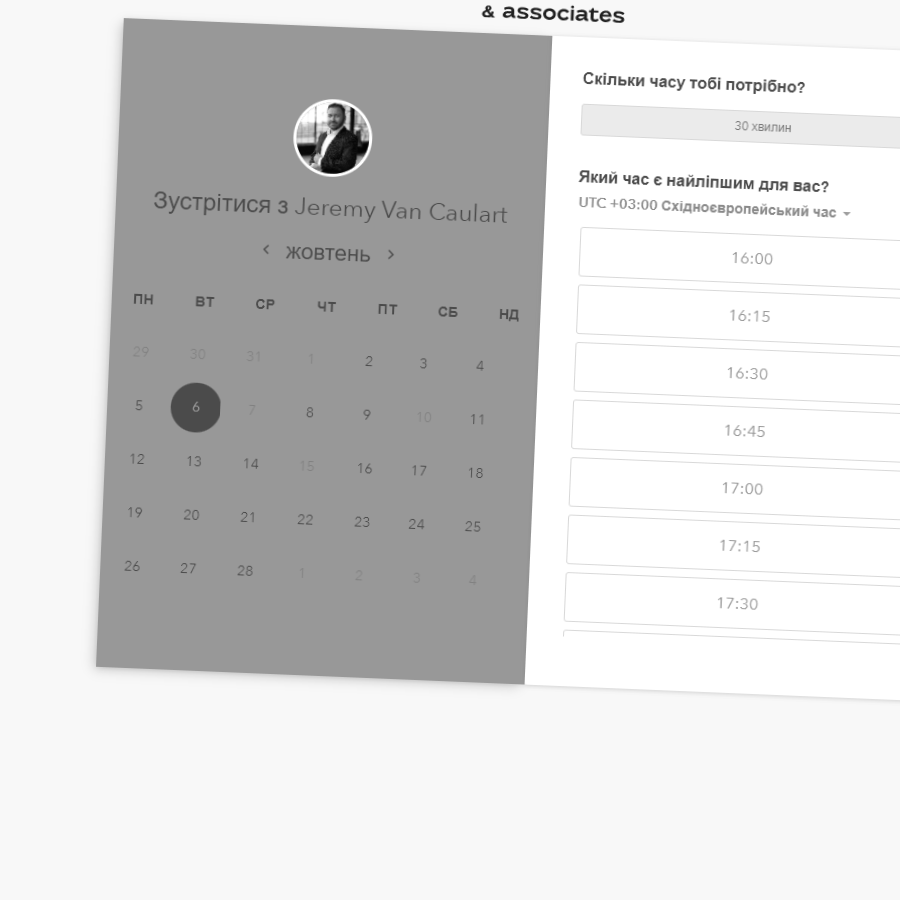 & associates
Зустрітися з Jeremy Van Caulart
жовтень
ПН ВТ СР ЧТ ПТ СБ НД
29 30 31 1 2 3 4
5 6 7 8 9 10 11
12 13 14 15 16 17 18
19 20 21 22 23 24 25
26 27 28 1 2 3 4
Скільки часу тобі потрібно?
30 хвилин
Який час є найліпшим для вас?
UTC +03:00 Східноєвропейський час
16:00
16:15
16:30
16:45
17:00
17:15
17:30